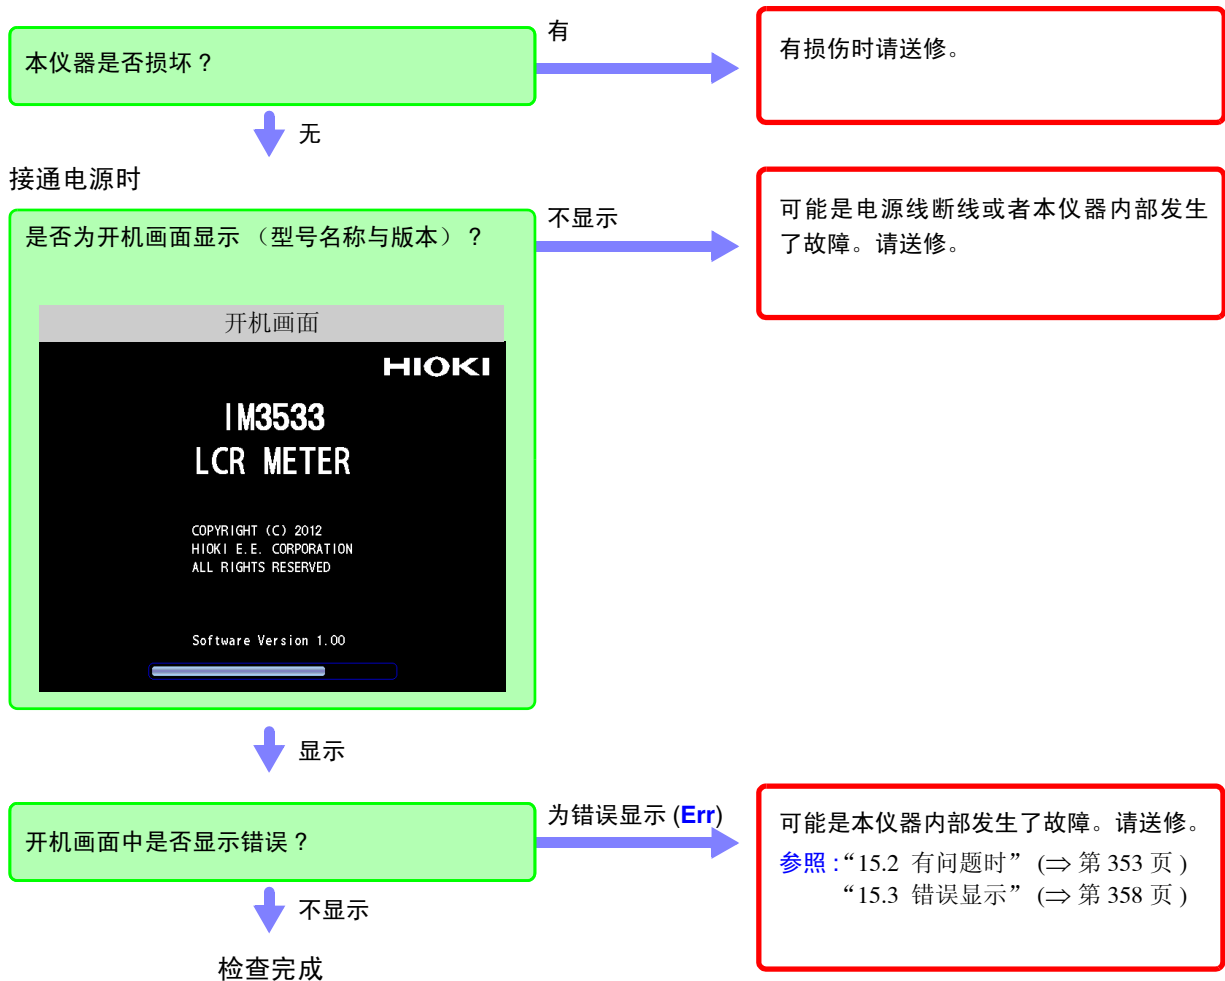 本仪器是否损坏？
有
有损伤时请送修。
无
接通电源时
是否为开机画面显示 （型号名称与版本）？
不显示
可能是电源线断线或者本仪器内部发生
了故障。请送修。
开机画面
HIOKI
IM3533
LCR METER
COPYRIGHT (C) 2012
HIOKI E.E. CORPORATION
ALL RIGHTS RESERVED
Software Version 1.00
显示
开机画面中是否显示错误？
为错误显示 (Err)
可能是本仪器内部发生了故障。请送修。
参照：“15.2 有问题时” (⇒ 第 353 页 )
“15.3 错误显示” (⇒ 第 358 页 )
不显示
检查完成